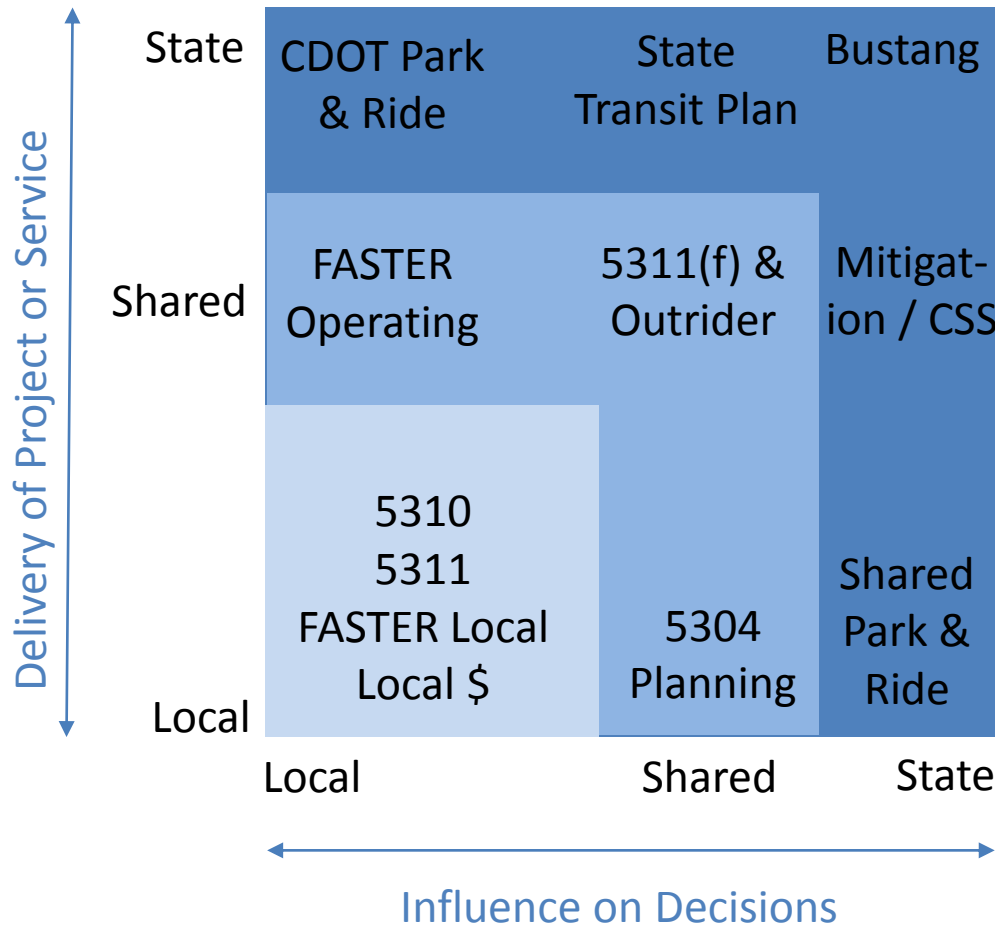 Delivery of Project or Service
State
CDOT Park
& Ride
State
Transit Plan
Bustang
Shared
FASTER
Operating
5311(f) &
Outrider
Mitigat-
ion / CSS
Local
5310
5311
FASTER Local
Local $
5304
Planning
Shared
Park &
Ride
Local
Shared
State
Influence on Decisions